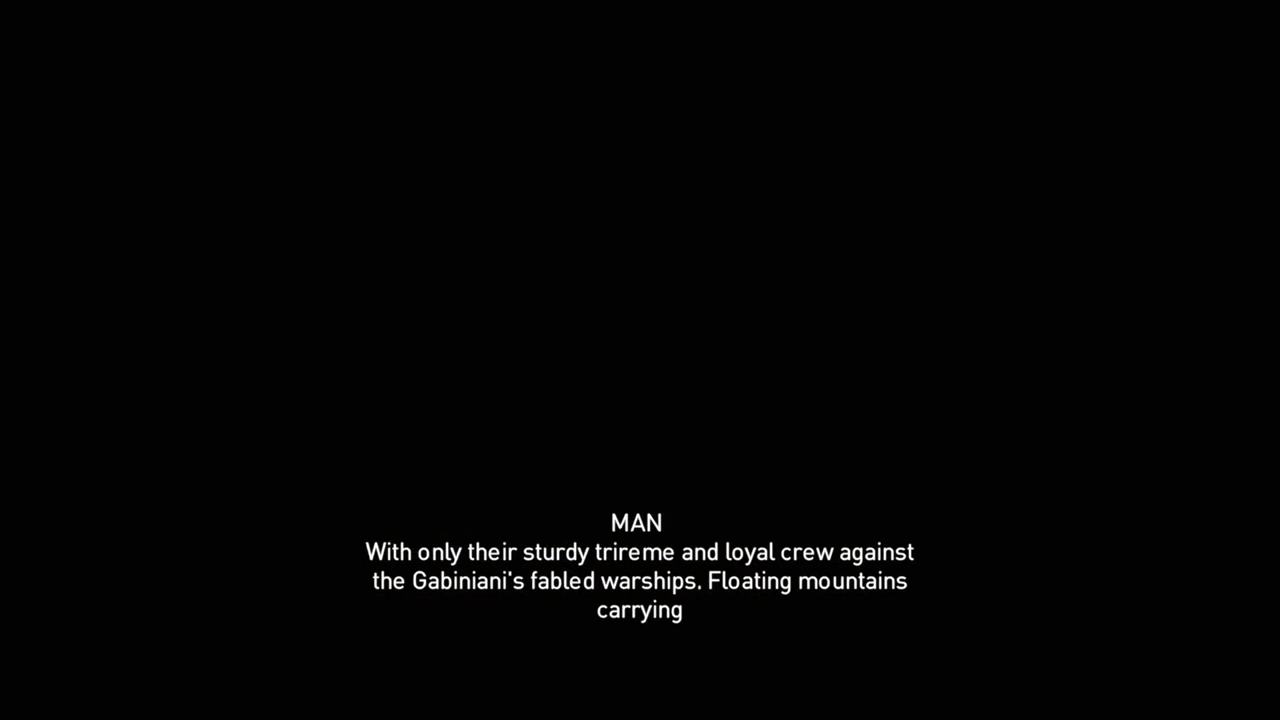 MAN
With only their sturdy trireme and loyal crew against
the Gabiniani's fabled warships. Floating mountains
carrying